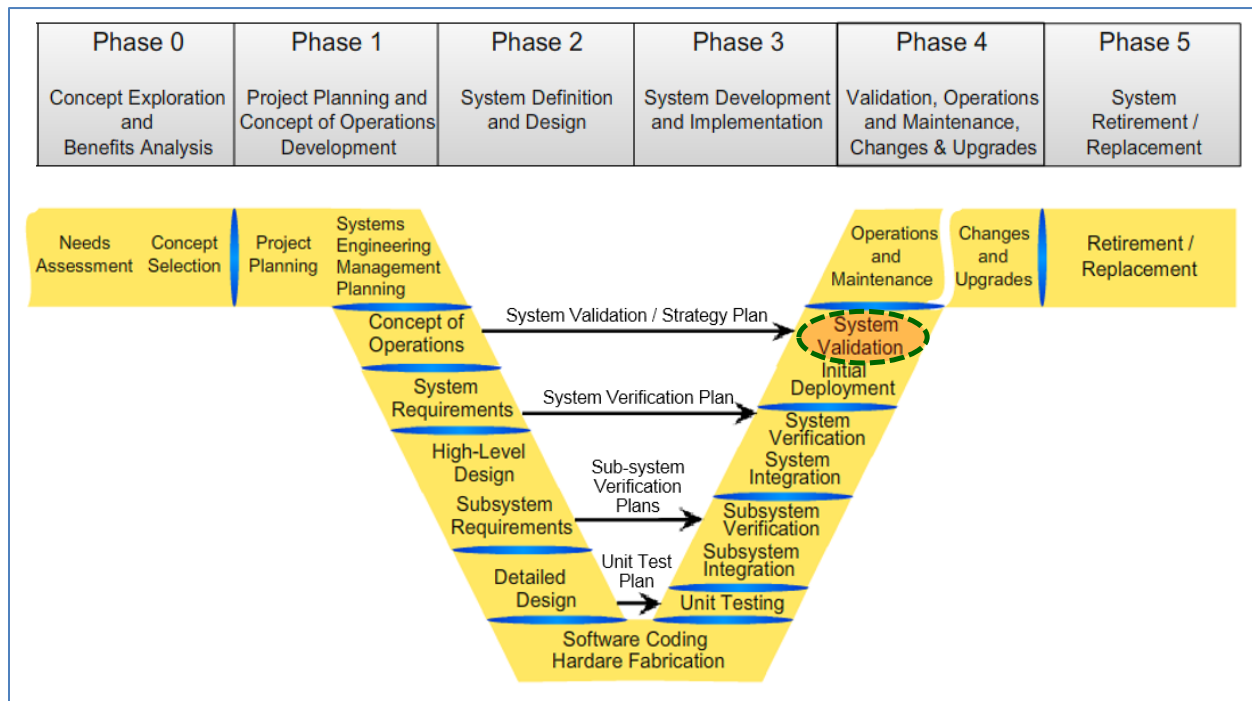 Phase 0
Concept Exploration
and
Benefits Analysis
Phase 1
Project Planning and
Concept of Operations
Development
Phase 2
System Definition
and Design
Phase 3
System Development
and Implementation
Phase 4
Validation, Operations
and Maintenance,
Changes & Upgrades
Phase 5
System
Retirement /
Replacement
Needs
Assessment
Concept
Selection
Project
Planning
Systems
Engineering
Management
Planning
Operations
and
Maintenance
Changes
and
Upgrades
Retirement /
Replacement
Concept of
Operations
System Validation / Strategy Plan
System
Validation
Initial
Deployment
System
Requirements
System Verification Plan
System
Verification
System
Integration
High-Level
Design
Subsystem
Requirements
Sub-system
Verification
Plans
Subsystem
Verification
Subsystem
Integration
Detailed
Design
Unit Test
Plan
Unit Testing
Software Coding
Hardare Fabrication